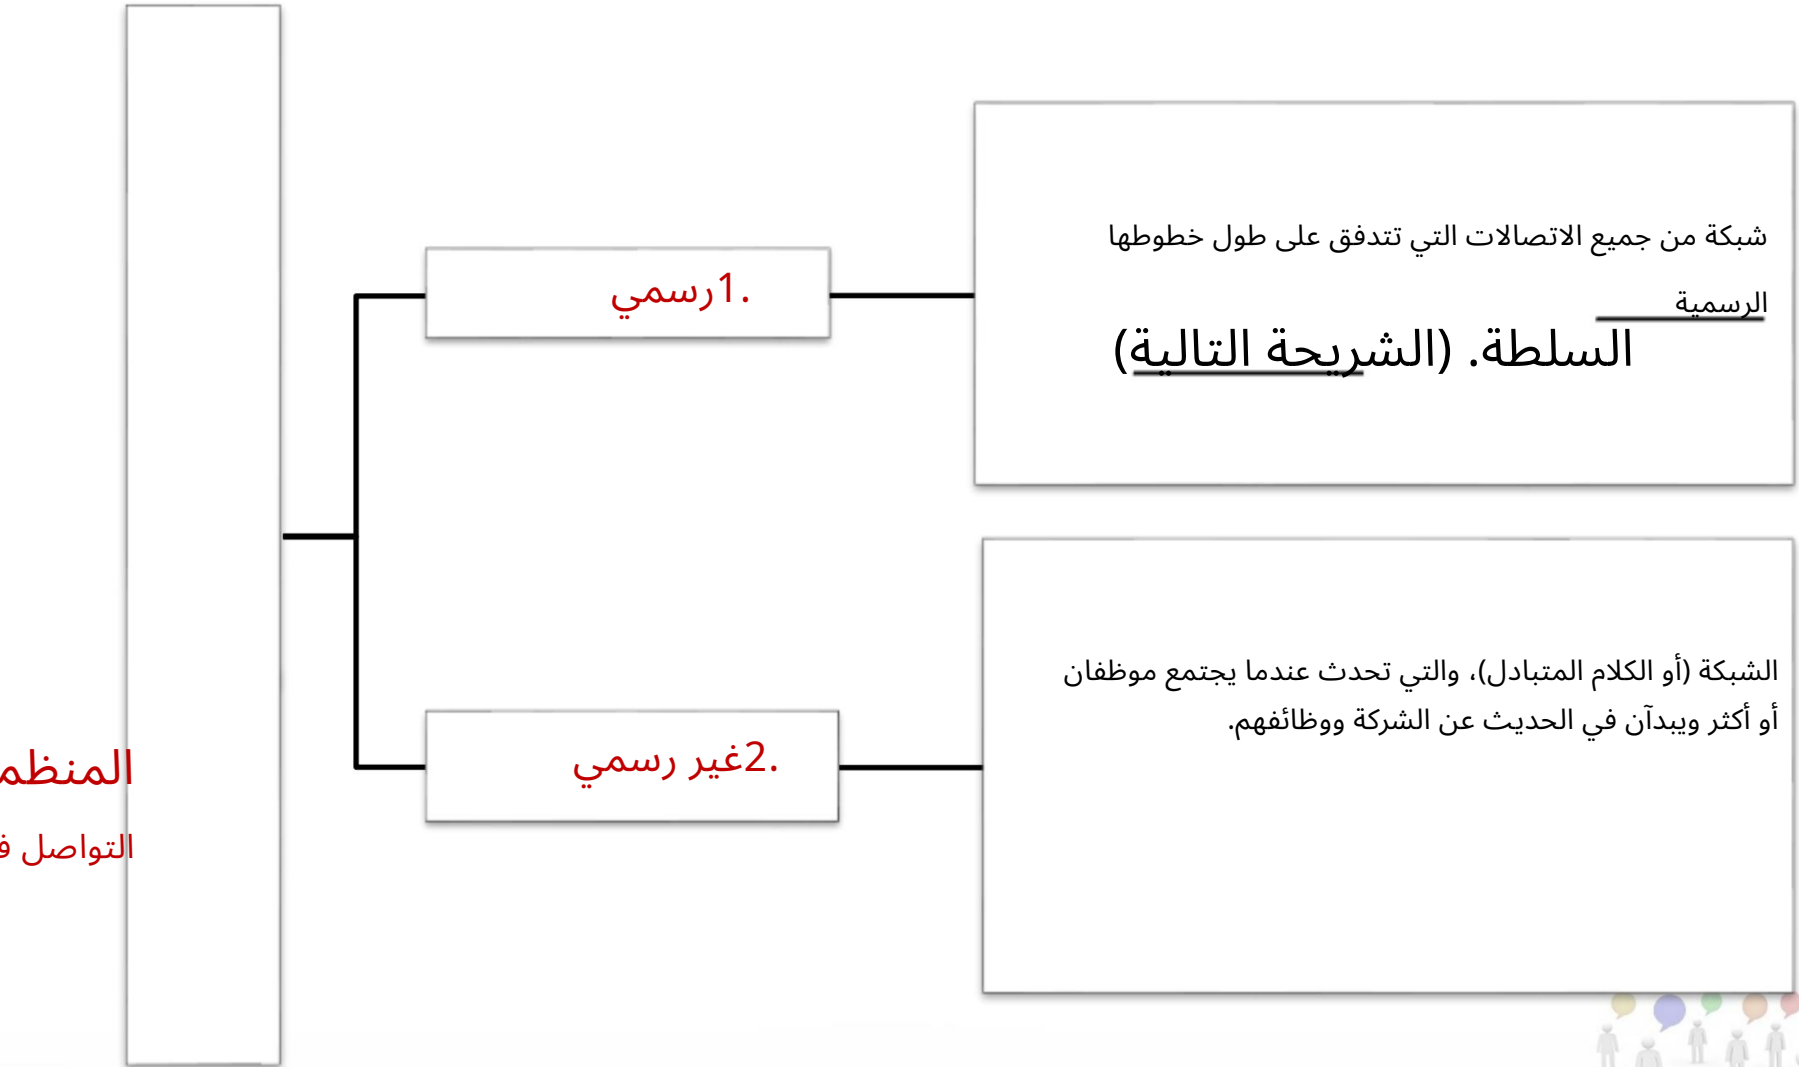 شبكة من جميع الاتصالات التي تتدفق على طول خطوطها
الرسمية
السلطة. (الشريحة التالية)
.1رسمي
الشبكة (أو الكلام المتبادل)، والتي تحدث عندما يجتمع موظفان
أو أكثر ويبدآن في الحديث عن الشركة ووظائفهم.
.2غير رسمي
التواصل